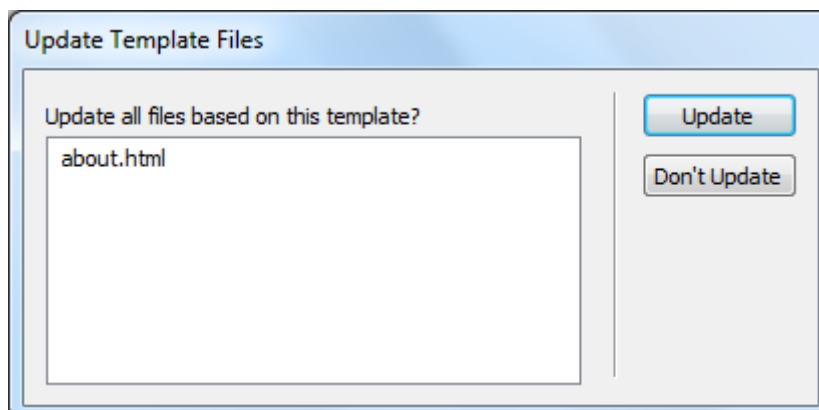 Update Template Files
Update all files based on this template?
about.html
Update
Don't Update